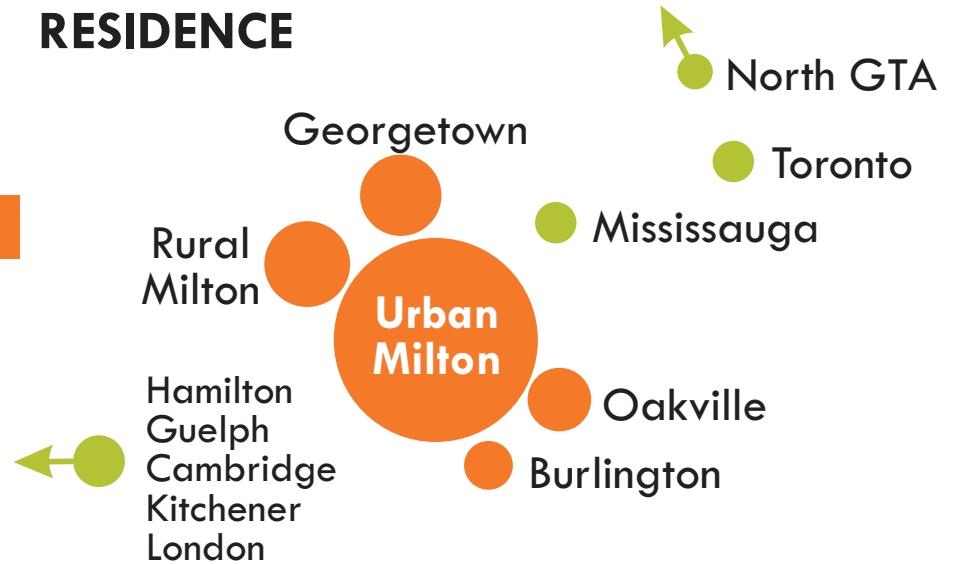 RESIDENCE
North GTA
Georgetown
Toronto
Mississauga
Rural
Milton
Urban
Milton
Hamilton
Guelph
Cambridge
Kitchener
London
Oakville
Burlington